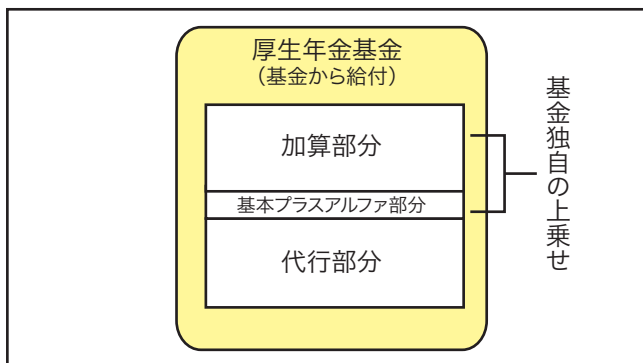 厚生年金基金
（基金から給付）
加算部分
基本プラスアルファ部分
代行部分
基金独自の上乗せ